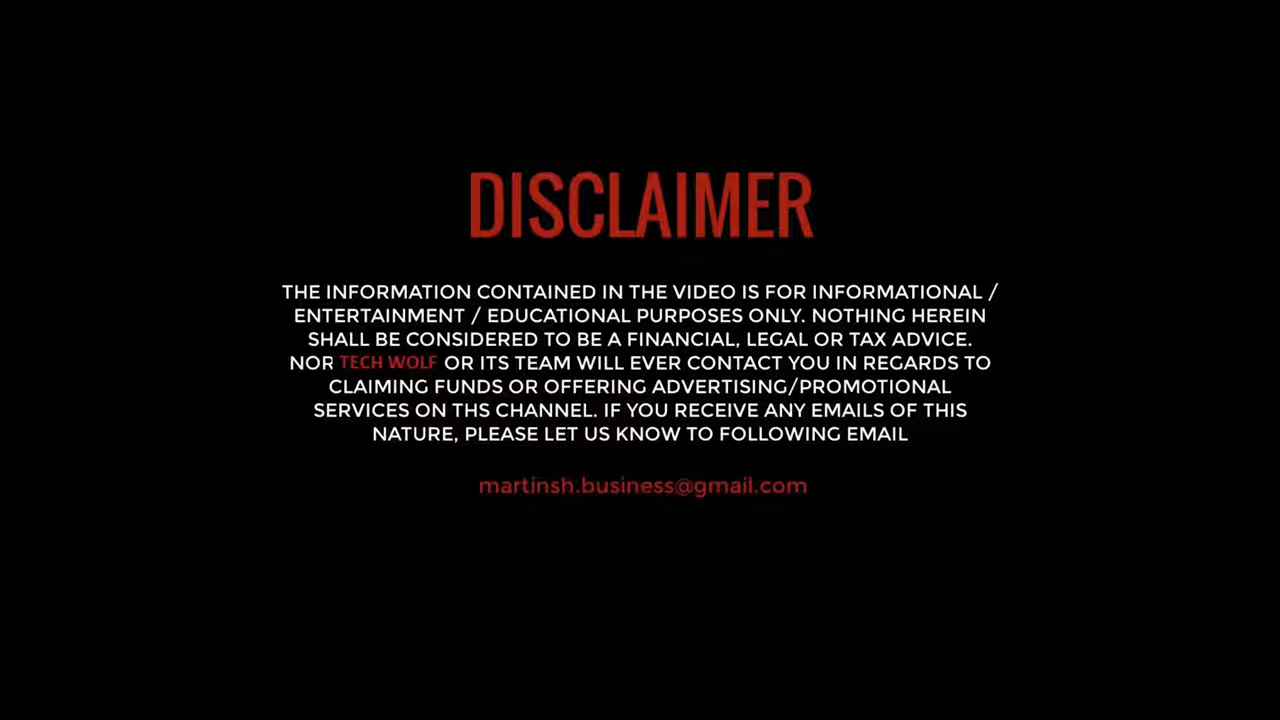 DISCLAIMER
THE INFORMATION CONTAINED IN THE VIDEO IS FOR INFORMATIONAL /
ENTERTAINMENT / EDUCATIONAL PURPOSES ONLY. NOTHING HEREIN
SHALL BE CONSIDERED TO BE A FINANCIAL, LEGAL OR TAX ADVICE.
NOR TECH WOLF OR ITS TEAM WILL EVER CONTACT YOU IN REGARDS TO
CLAIMING FUNDS OR OFFERING ADVERTISING/PROMOTIONAL
SERVICES ON THS CHANNEL. IF YOU RECEIVE ANY EMAILS OF THIS
NATURE, PLEASE LET US KNOW TO FOLLOWING EMAIL
martinsh.business@gmail.com